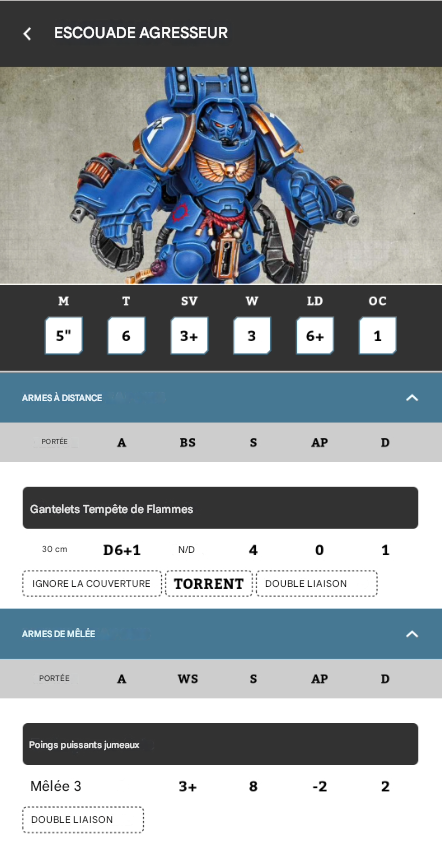 ESCOUADE AGRESSEUR
M T SV W LD OC
5" 6 3+ 3 6+ 1
ARMES À DISTANCE
PORTÉE A BS S AP D
Gantelets Tempête de Flammes
30 cm D6+1 N/D 4 0 1
IGNORE LA COUVERTURE TORRENT DOUBLE LIAISON
ARMES DE MÊLÉE
PORTÉE A WS S AP D
Poings puissants jumeaux
Mêlée 3 3+ 8 -2 2
DOUBLE LIAISON